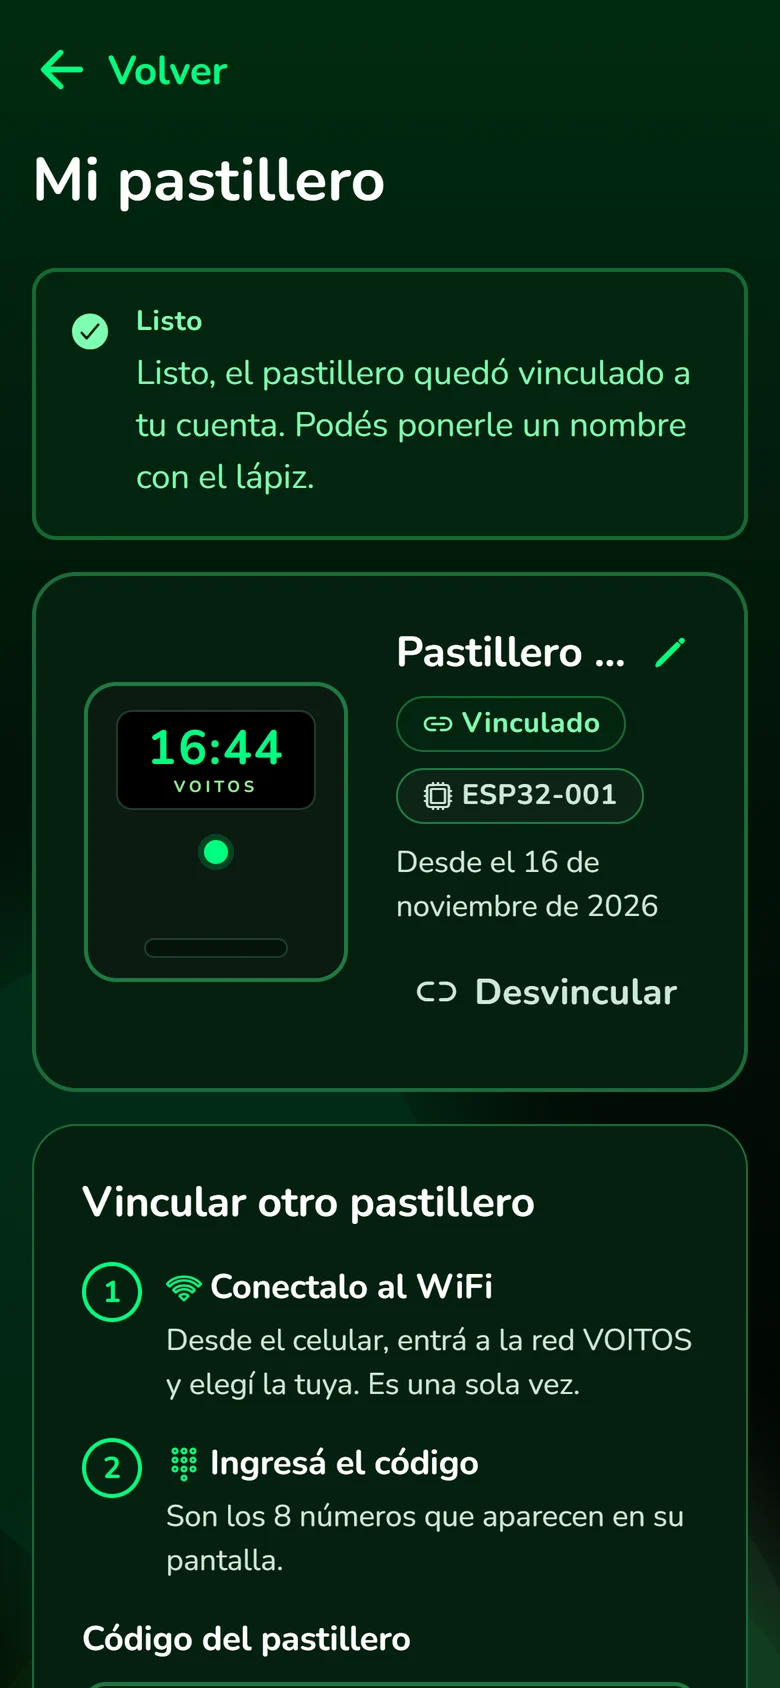 Volver
Mi pastillero
Listo
Listo, el pastillero quedó vinculado a
tu cuenta. Podés ponerle un nombre
con el lápiz.
16:44
VOITOS
Pastillero ...
Vinculado
ESP32-001
Desde el 16 de
noviembre de 2026
Desvincular
Vincular otro pastillero
1
Conectalo al WiFi
Desde el celular, entrá a la red VOITOS
y elegí la tuya. Es una sola vez.
2
Ingresá el código
Son los 8 números que aparecen en su
pantalla.
Código del pastillero